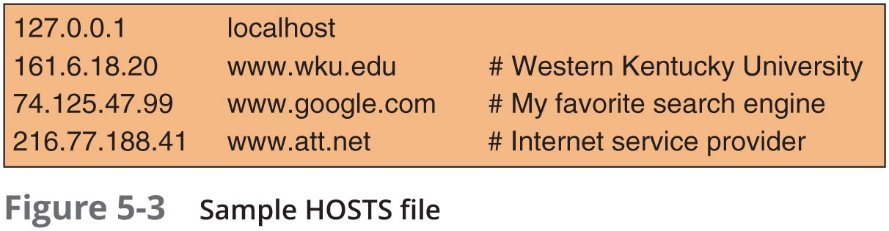 127.0.0.1 localhost
161.6.18.20 www.wku.edu # Western Kentucky University
74.125.47.99 www.google.com # My favorite search engine
216.77.188.41 www.att.net # Internet service provider
Figure 5-3 Sample HOSTS file